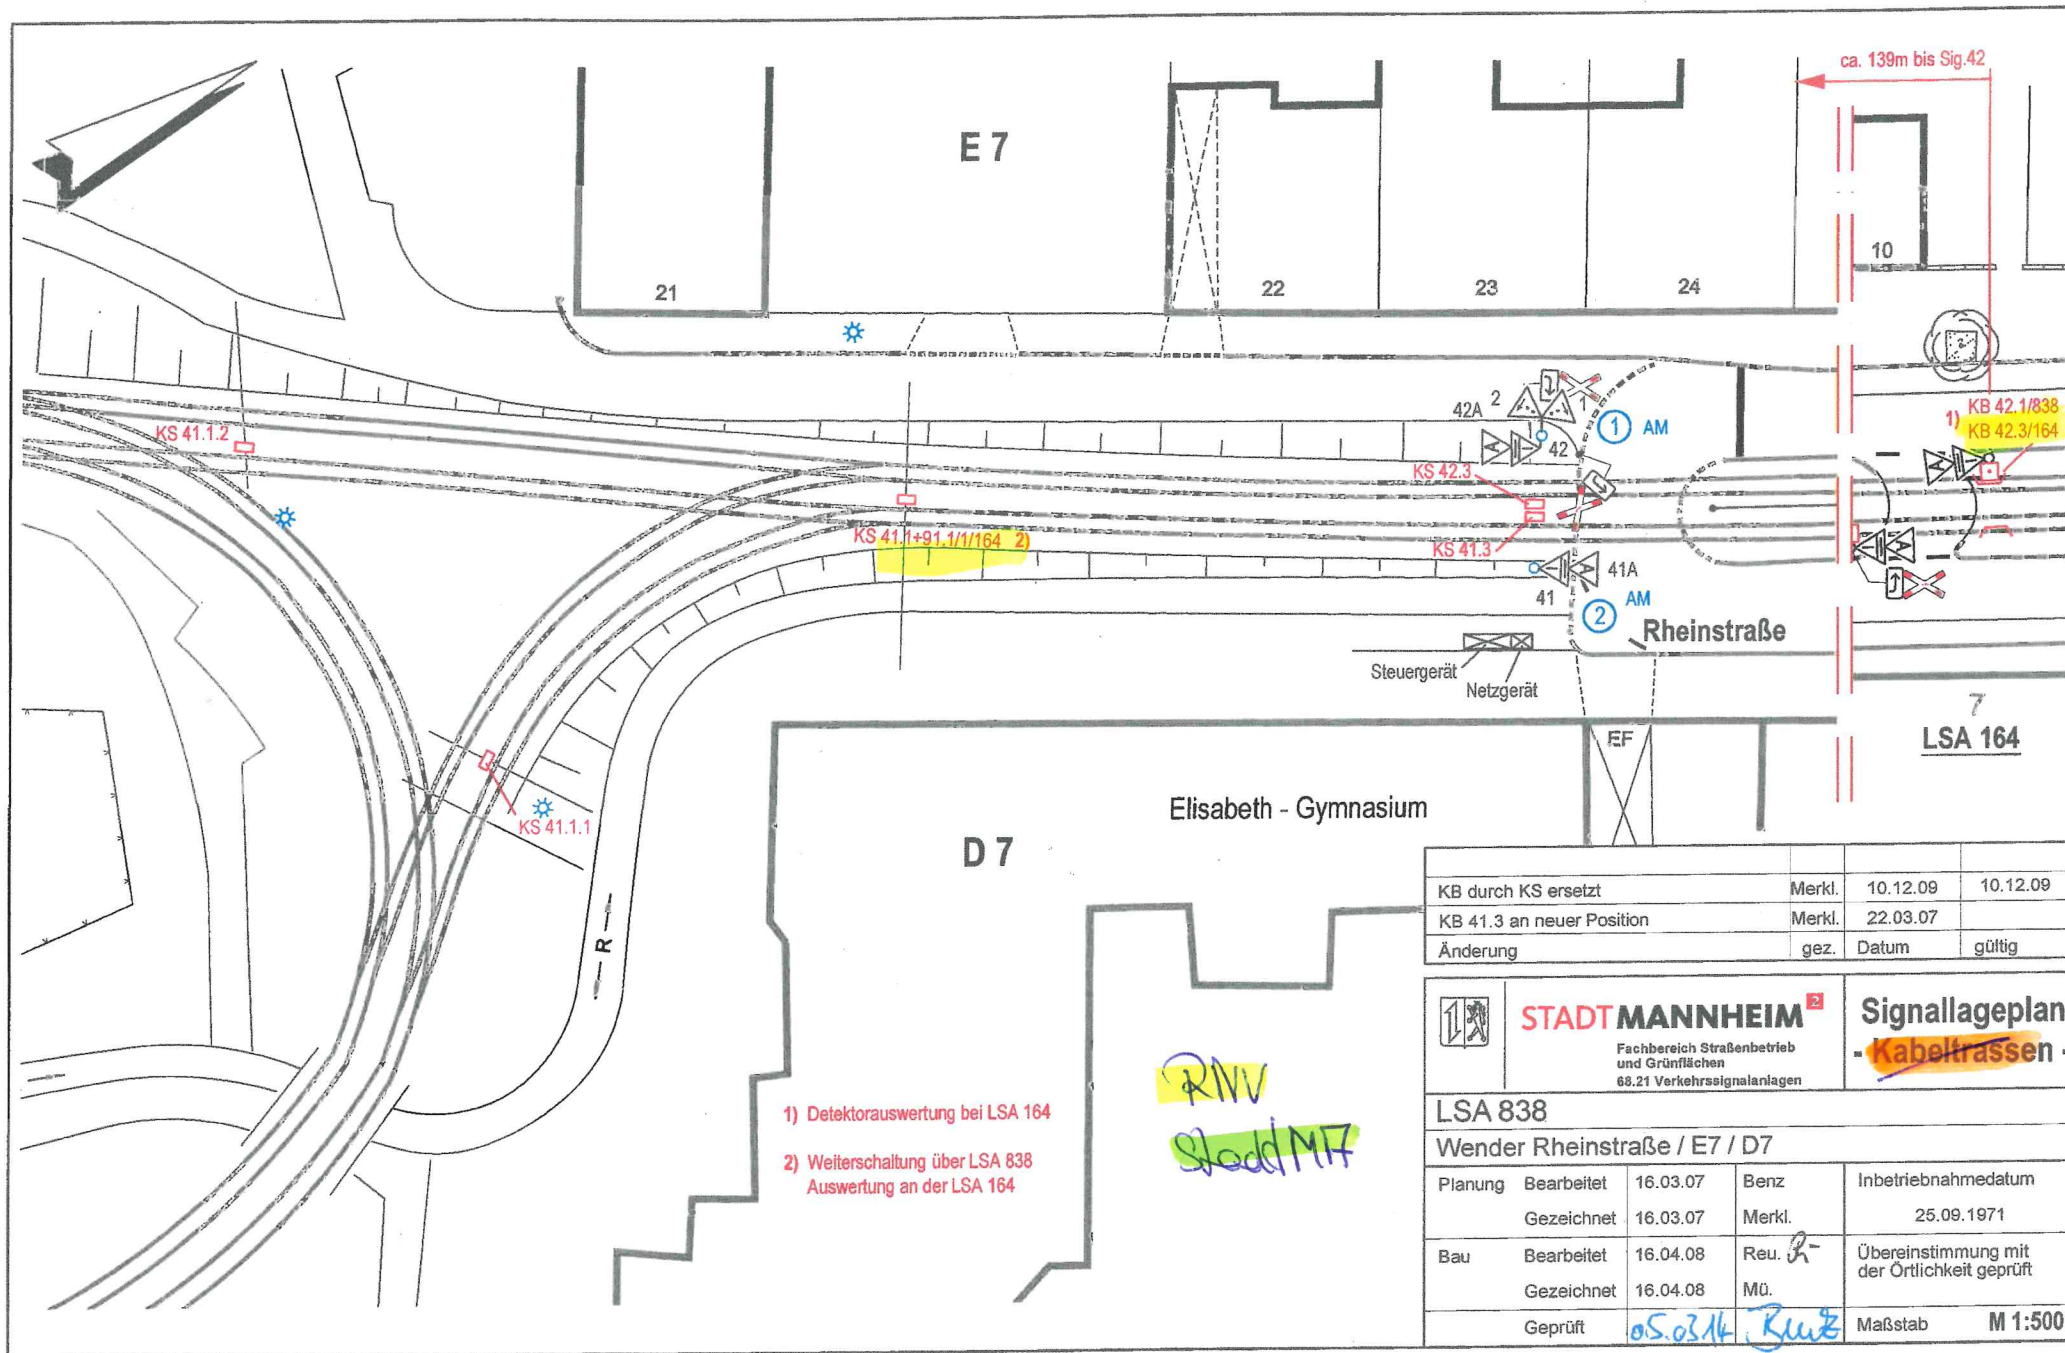 ca. 139m bis Sig.42
E 7
21
22
23
24
10
KS 41.1.2
42A
2
1
1 AM
42
KB 42.1/838
1) KB 42.3/164
A
A
KS 42.3
KS 41.1+91.1/1/164 2)
KS 41.3
A
A
41A
41
2 AM
Rheinstraße
Steuergerät
Netzgerät
7
LSA 164
EF
KS 41.1.1
Elisabeth - Gymnasium
D 7
R
1) Detektorauswertung bei LSA 164
2) Weiterschaltung über LSA 838
Auswertung an der LSA 164
RNV
Stadt MA
KB durch KS ersetzt Merkl. 10.12.09 10.12.09
KB 41.3 an neuer Position Merkl. 22.03.07
Änderung gez. Datum gültig
STADT MANNHEIM 2
Fachbereich Straßenbetrieb
und Grünflächen
68.21 Verkehrssignalanlagen
Signallageplan
- Kabeltrassen -
LSA 838
Wender Rheinstraße / E7 / D7
Planung Bearbeitet 16.03.07 Benz Inbetriebnahmedatum
Gezeichnet 16.03.07 Merkl. 25.09.1971
Bau Bearbeitet 16.04.08 Reu. Übereinstimmung mit
der Örtlichkeit geprüft
Gezeichnet 16.04.08 Mü.
Geprüft 05.03.14 Maßstab M 1:500